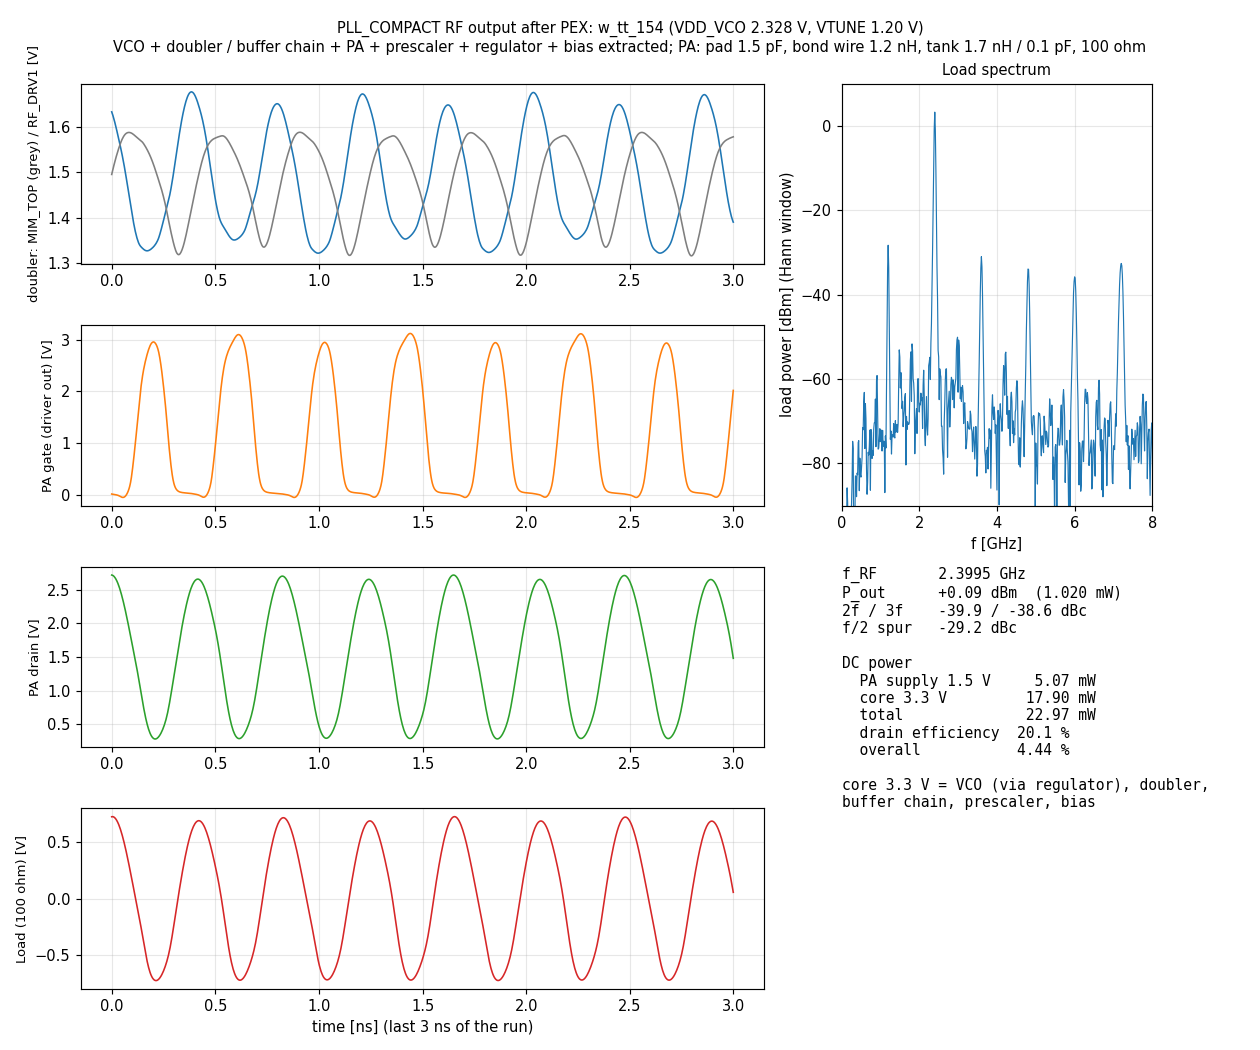 PLL_COMPACT RF output after PEX: w_tt_154 (VDD_VCO 2.328 V, VTUNE 1.20 V)
VCO + doubler / buffer chain + PA + prescaler + regulator + bias extracted; PA: pad 1.5 pF, bond wire 1.2 nH, tank 1.7 nH / 0.1 pF, 100 ohm
doubler: MIM_TOP (grey) / RF_DRV1 [V]
1.6
1.5
1.4
1.3
0.0 0.5 1.0 1.5 2.0 2.5 3.0
PA gate (driver out) [V]
3
2
1
0
0.0 0.5 1.0 1.5 2.0 2.5 3.0
PA drain [V]
2.5
2.0
1.5
1.0
0.5
0.0 0.5 1.0 1.5 2.0 2.5 3.0
Load (100 ohm) [V]
0.5
0.0
−0.5
0.0 0.5 1.0 1.5 2.0 2.5 3.0
time [ns] (last 3 ns of the run)
Load spectrum
load power [dBm] (Hann window)
0
−20
−40
−60
−80
0 2 4 6 8
f [GHz]
f_RF 2.3995 GHz
P_out +0.09 dBm (1.020 mW)
2f / 3f -39.9 / -38.6 dBc
f/2 spur -29.2 dBc
DC power
PA supply 1.5 V 5.07 mW
core 3.3 V 17.90 mW
total 22.97 mW
drain efficiency 20.1 %
overall 4.44 %
core 3.3 V = VCO (via regulator), doubler,
buffer chain, prescaler, bias